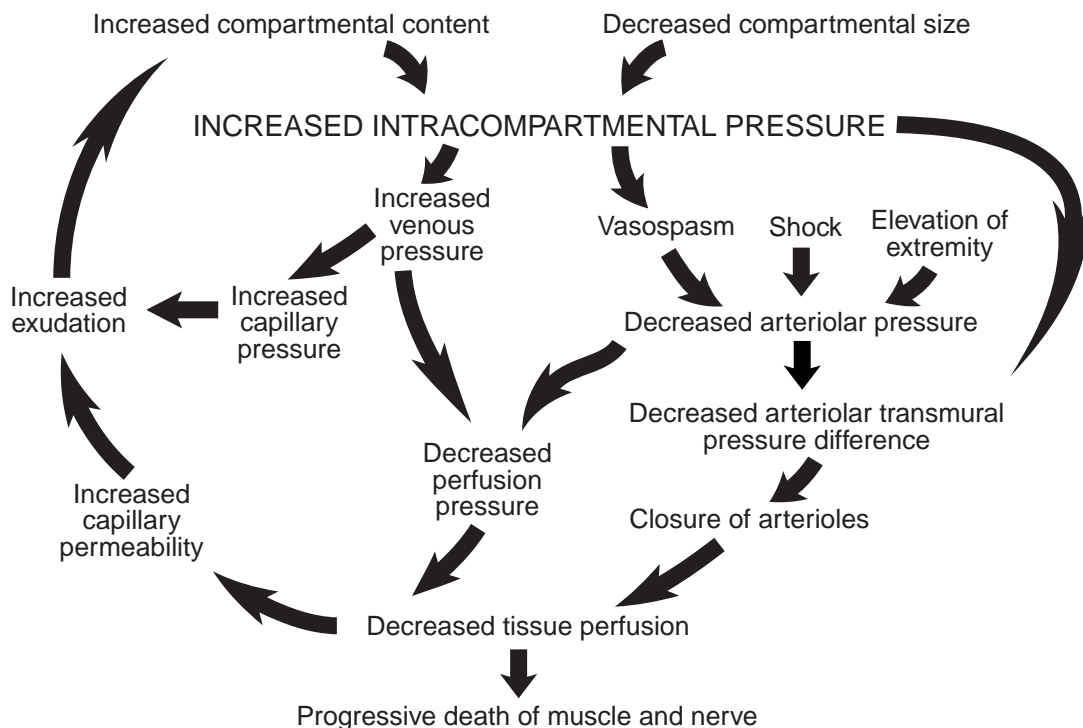 Increased compartmental content
Decreased compartmental size
INCREASED INTRACOMPARTMENTAL PRESSURE
Increased
venous
pressure
Vasospasm
Shock
Elevation of
extremity
Increased
exudation
Increased
capillary
pressure
Decreased arteriolar pressure
Decreased arteriolar transmural
pressure difference
Decreased
perfusion
pressure
Increased
capillary
permeability
Closure of arterioles
Decreased tissue perfusion
Progressive death of muscle and nerve